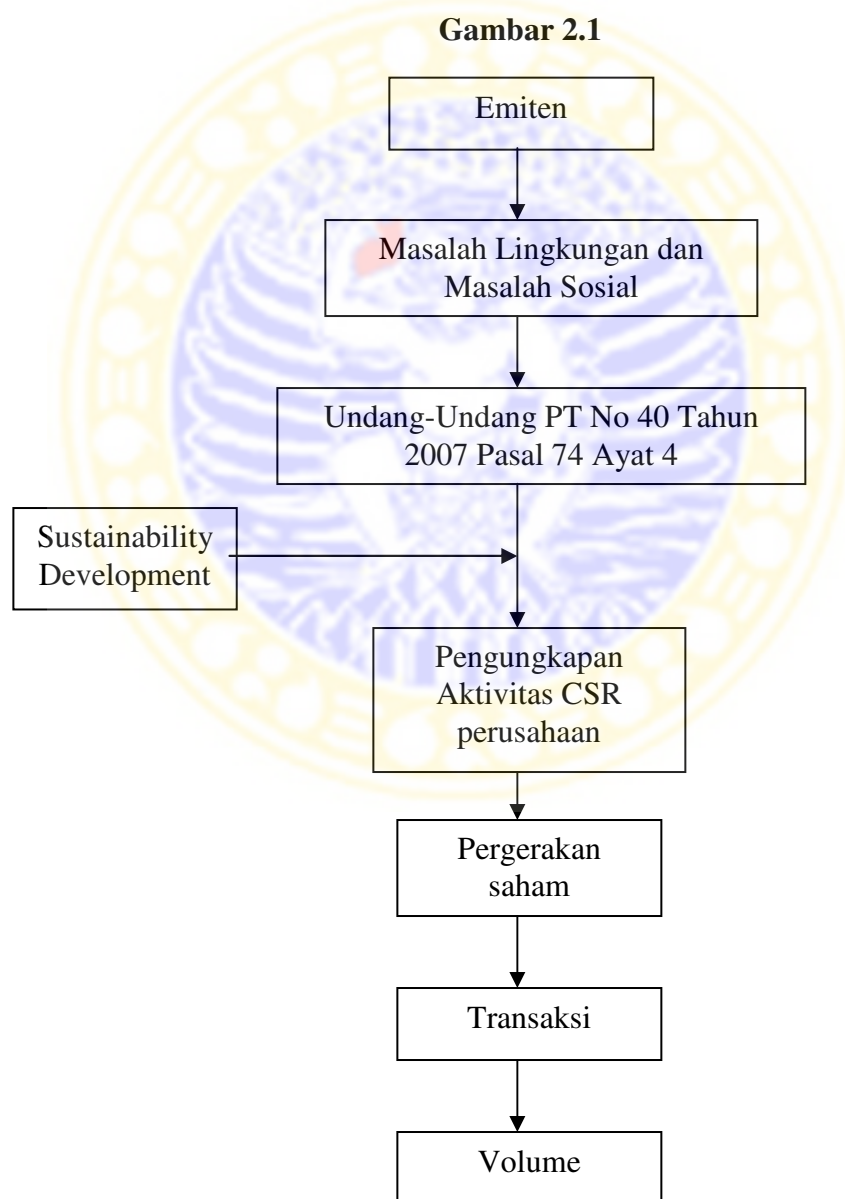 Gambar 2.1
Emiten
Masalah Lingkungan dan
Masalah Sosial
Undang-Undang PT No 40 Tahun
2007 Pasal 74 Ayat 4
Sustainability
Development
Pengungkapan
Aktivitas CSR
perusahaan
Pergerakan
saham
Transaksi
Volume